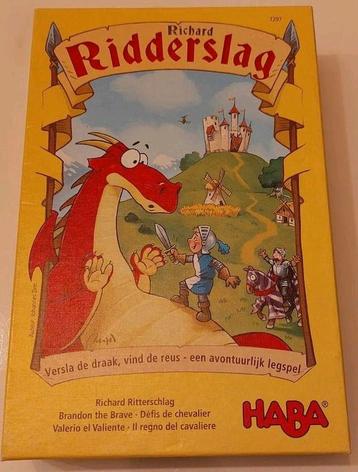 7297
Richard
Ridderslag
Versla de draak, vind de reus - een avontuurlijk legspel
Richard Ritterschlag
Brandon the Brave · Défis de chevalier
Valerio el Valiente · Il regno del cavaliere
HABA®